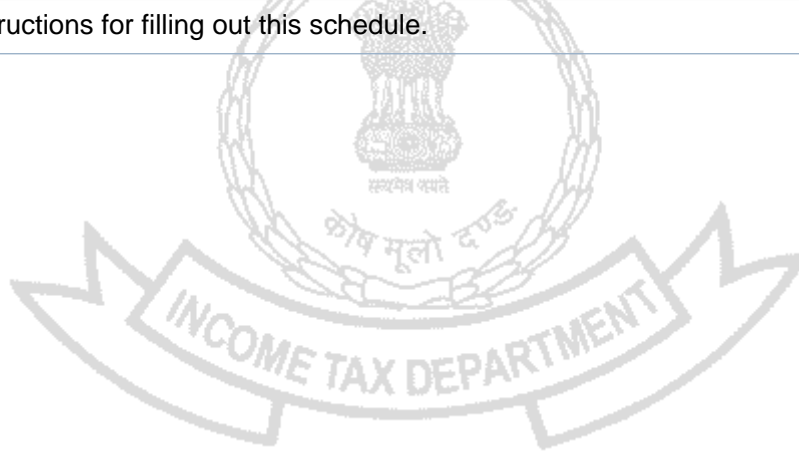 ructions for filling out this schedule.
सत्यमेव जयते
कोष मूलो दण्ड:
INCOME TAX DEPARTMENT